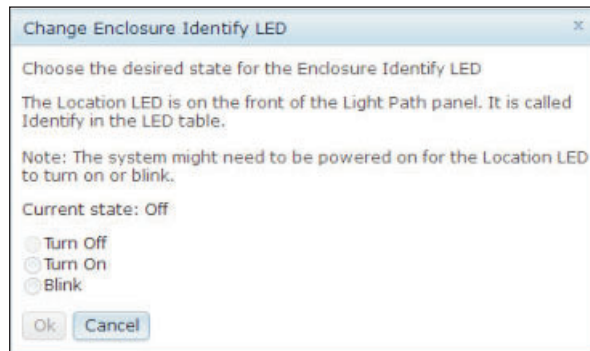 Change Enclosure Identify LED x
Choose the desired state for the Enclosure Identify LED
The Location LED is on the front of the Light Path panel. It is called
Identify in the LED table.
Note: The system might need to be powered on for the Location LED
to turn on or blink.
Current state: Off
Turn Off
Turn On
Blink
Ok Cancel